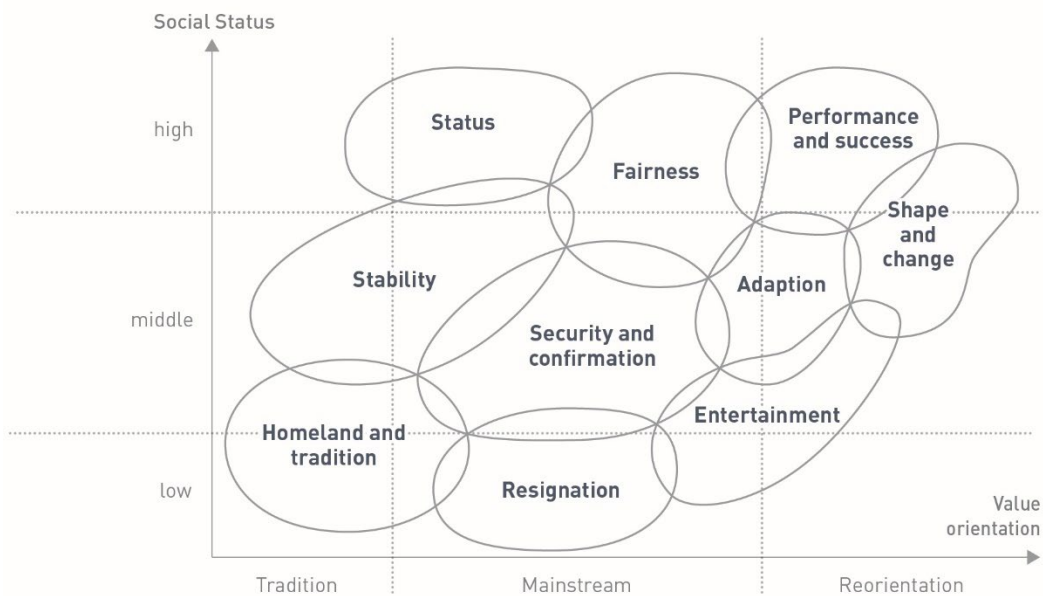 Social Status
high
Status
Performance
and success
Fairness
Shape
and
change
Stability
Adaption
middle
Security and
confirmation
Entertainment
Homeland and
tradition
low
Resignation
Value
orientation
Tradition
Mainstream
Reorientation